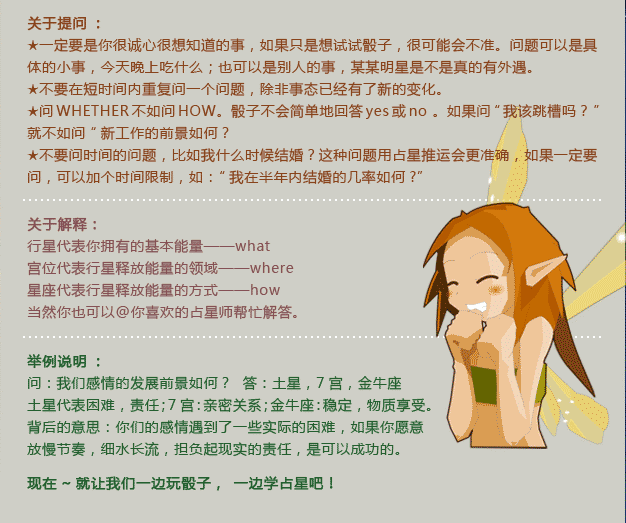 关于提问：
★一定要是你很诚心很想知道的事，如果只是想试试骰子，很可能会不准。问题可以是具
体的小事，今天晚上吃什么；也可以是别人的事，某某明星是不是真的有外遇。
★不要在短时间内重复问一个问题，除非事态已经有了新的变化。
★问WHETHER不如问HOW。骰子不会简单地回答yes或no 。如果问“我该跳槽吗？”
就不如问“新工作的前景如何？
★不要问时间的问题，比如我什么时候结婚？这种问题用占星推运会更准确，如果一定要
问，可以加个时间限制，如：“我在半年内结婚的几率如何?”
关于解释：
行星代表你拥有的基本能量——what
宫位代表行星释放能量的领域——where
星座代表行星释放能量的方式——how
当然你也可以@你喜欢的占星师帮忙解答。
举例说明 ：
问：我们感情的发展前景如何？ 答：土星，7 宫，金牛座
土星代表困难，责任;7 宫:亲密关系;金牛座:稳定，物质享受。
背后的意思：你们的感情遇到了一些实际的困难，如果你愿意
放慢节奏，细水长流，担负起现实的责任，是可以成功的。
现在 ~ 就让我们一边玩骰子， 一边学占星吧！